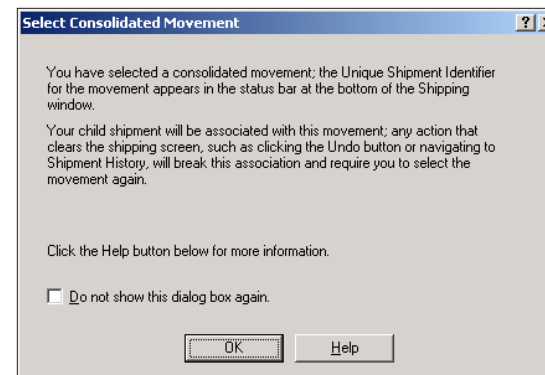 Select Consolidated Movement
You have selected a consolidated movement; the Unique Shipment Identifier
for the movement appears in the status bar at the bottom of the Shipping
window.
Your child shipment will be associated with this movement; any action that
clears the shipping screen, such as clicking the Undo button or navigating to
Shipment History, will break this association and require you to select the
movement again.
Click the Help button below for more information.
Do not show this dialog box again.
OK Help